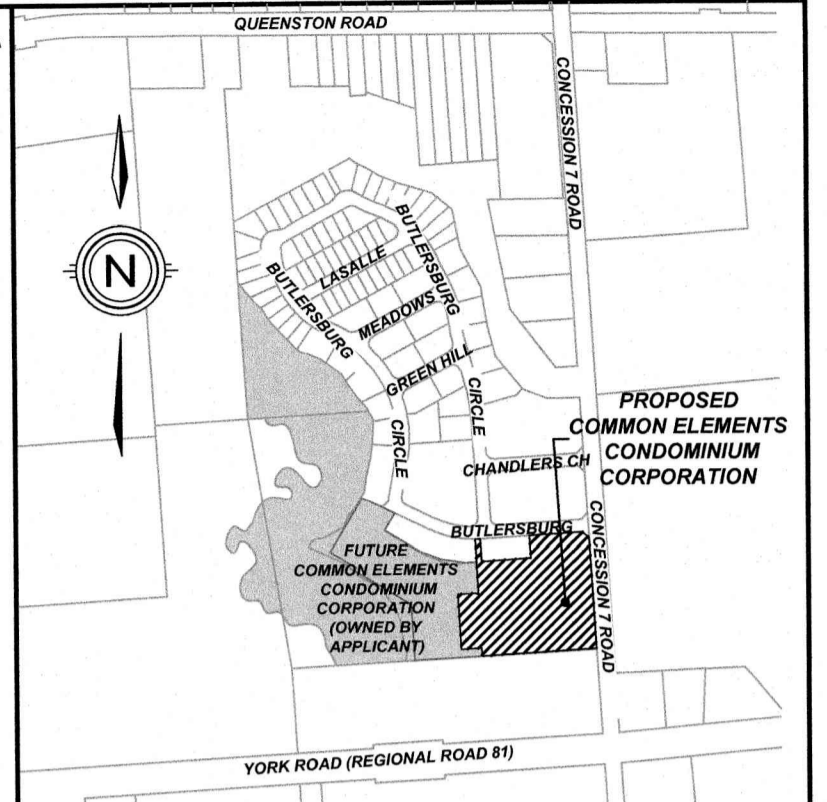 QUEENSTON ROAD
CONCESSION 7 ROAD
N
BUTLERSBURG
LASALLE
BUTLERSBURG
MEADOWS
GREEN HILL
CIRCLE
CIRCLE
PROPOSED
COMMON ELEMENTS
CONDOMINIUM
CORPORATION
CHANDLERS CH
BUTLERSBURG
CONCESSION 7 ROAD
FUTURE
COMMON ELEMENTS
CONDOMINIUM
CORPORATION
(OWNED BY
APPLICANT)
YORK ROAD (REGIONAL ROAD 81)